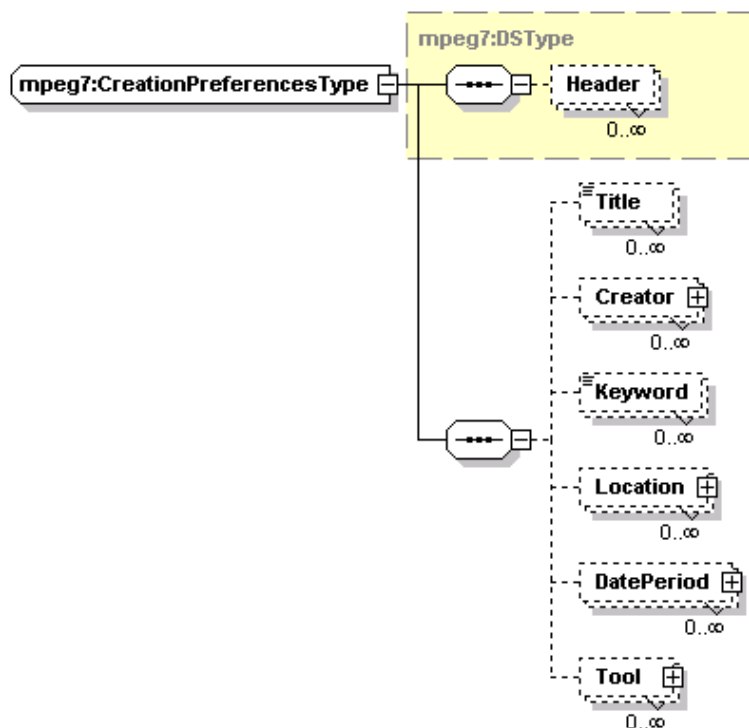 mpeg7:DSType
mpeg7:CreationPreferencesType
Header
0..∞
Title
0..∞
Creator
0..∞
Keyword
0..∞
Location
0..∞
DatePeriod
0..∞
Tool
0..∞